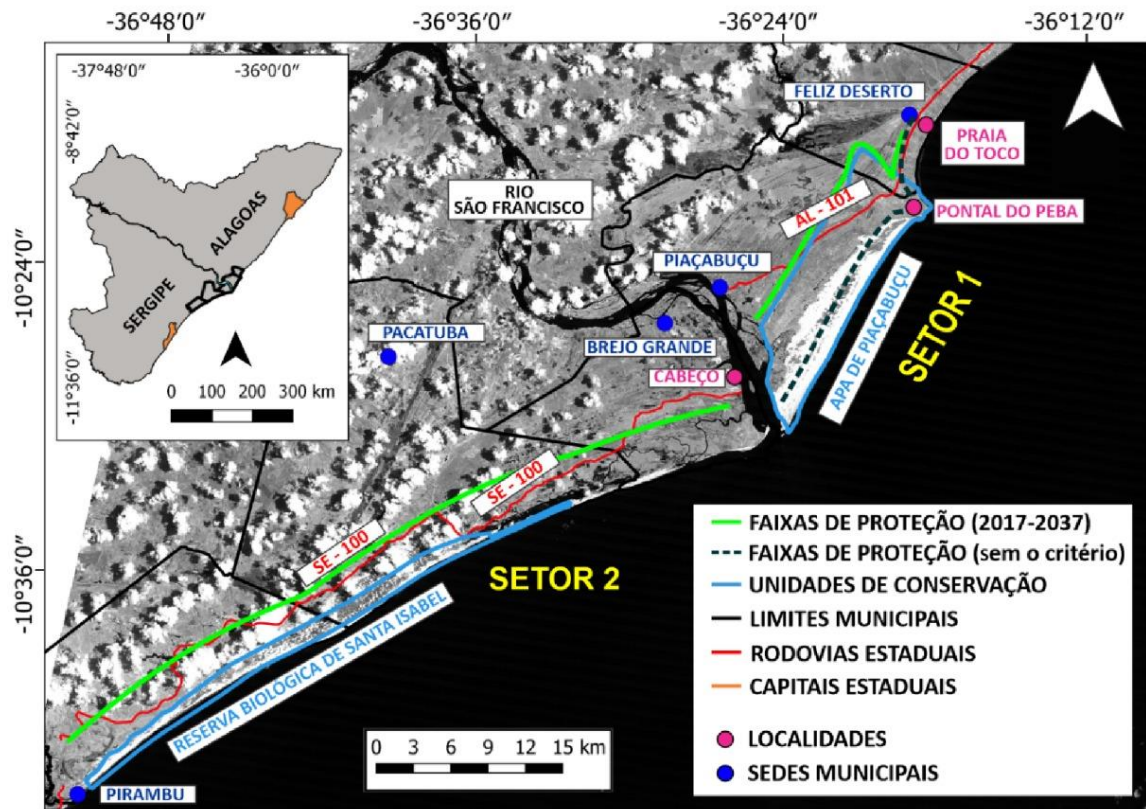 -36°48′0″
-36°36′0″
-36°24′0″
-36°12′0″
-37°48′0″
-36°0′0″
-8°42′0″
-11°36′0″
ALAGOAS
SERGIPE
0 100 200 300 km
-10°24′0″
-10°36′0″
RIO
SÃO FRANCISCO
FELIZ DESERTO
PRAIA
DO TOCO
PONTAL DO PEBA
AL - 101
PIAÇABUÇU
PACATUBA
BREJO GRANDE
CABEÇO
APA DE PIAÇABUÇU
SETOR 1
SE - 100
SE - 100
SETOR 2
RESERVA BIOLÓGICA DE SANTA ISABEL
PIRAMBU
0 3 6 9 12 15 km
FAIXAS DE PROTEÇÃO (2017-2037)
FAIXAS DE PROTEÇÃO (sem o critério)
UNIDADES DE CONSERVAÇÃO
LIMITES MUNICIPAIS
RODOVIAS ESTADUAIS
CAPITAIS ESTADUAIS
LOCALIDADES
SEDES MUNICIPAIS